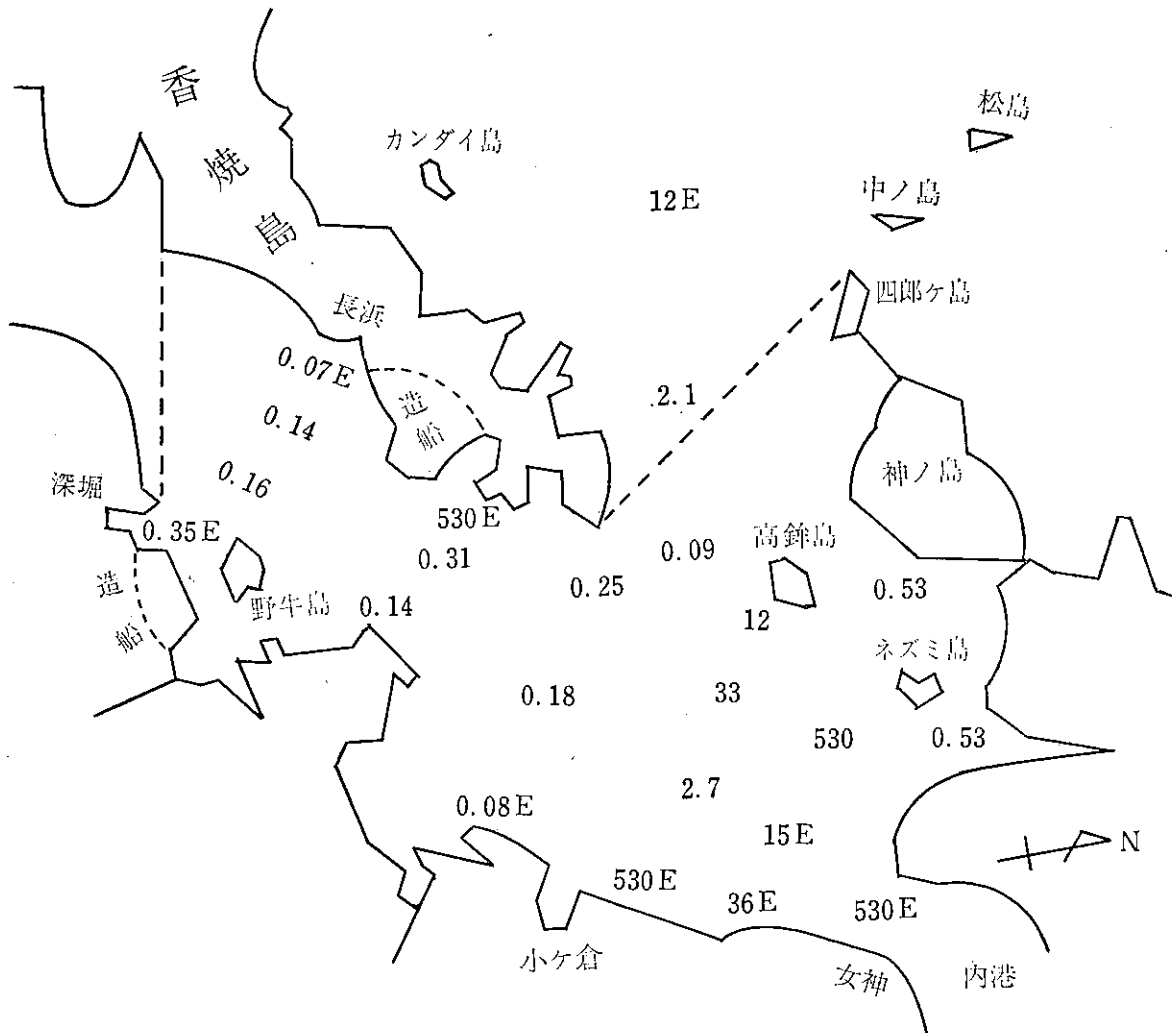 香焼島
カンダイ島
松島
中ノ島
12E
四郎ケ島
長浜
0.07E
造船
2.1
0.14
0.16
深堀
0.35E
530E
神ノ島
高鉾島
0.09
0.31
0.25
0.53
造船
野牛島
0.14
12
ネズミ島
0.18
33
530
0.53
2.7
0.08E
15E
N
530E
36E
530E
小ケ倉
女神
内港